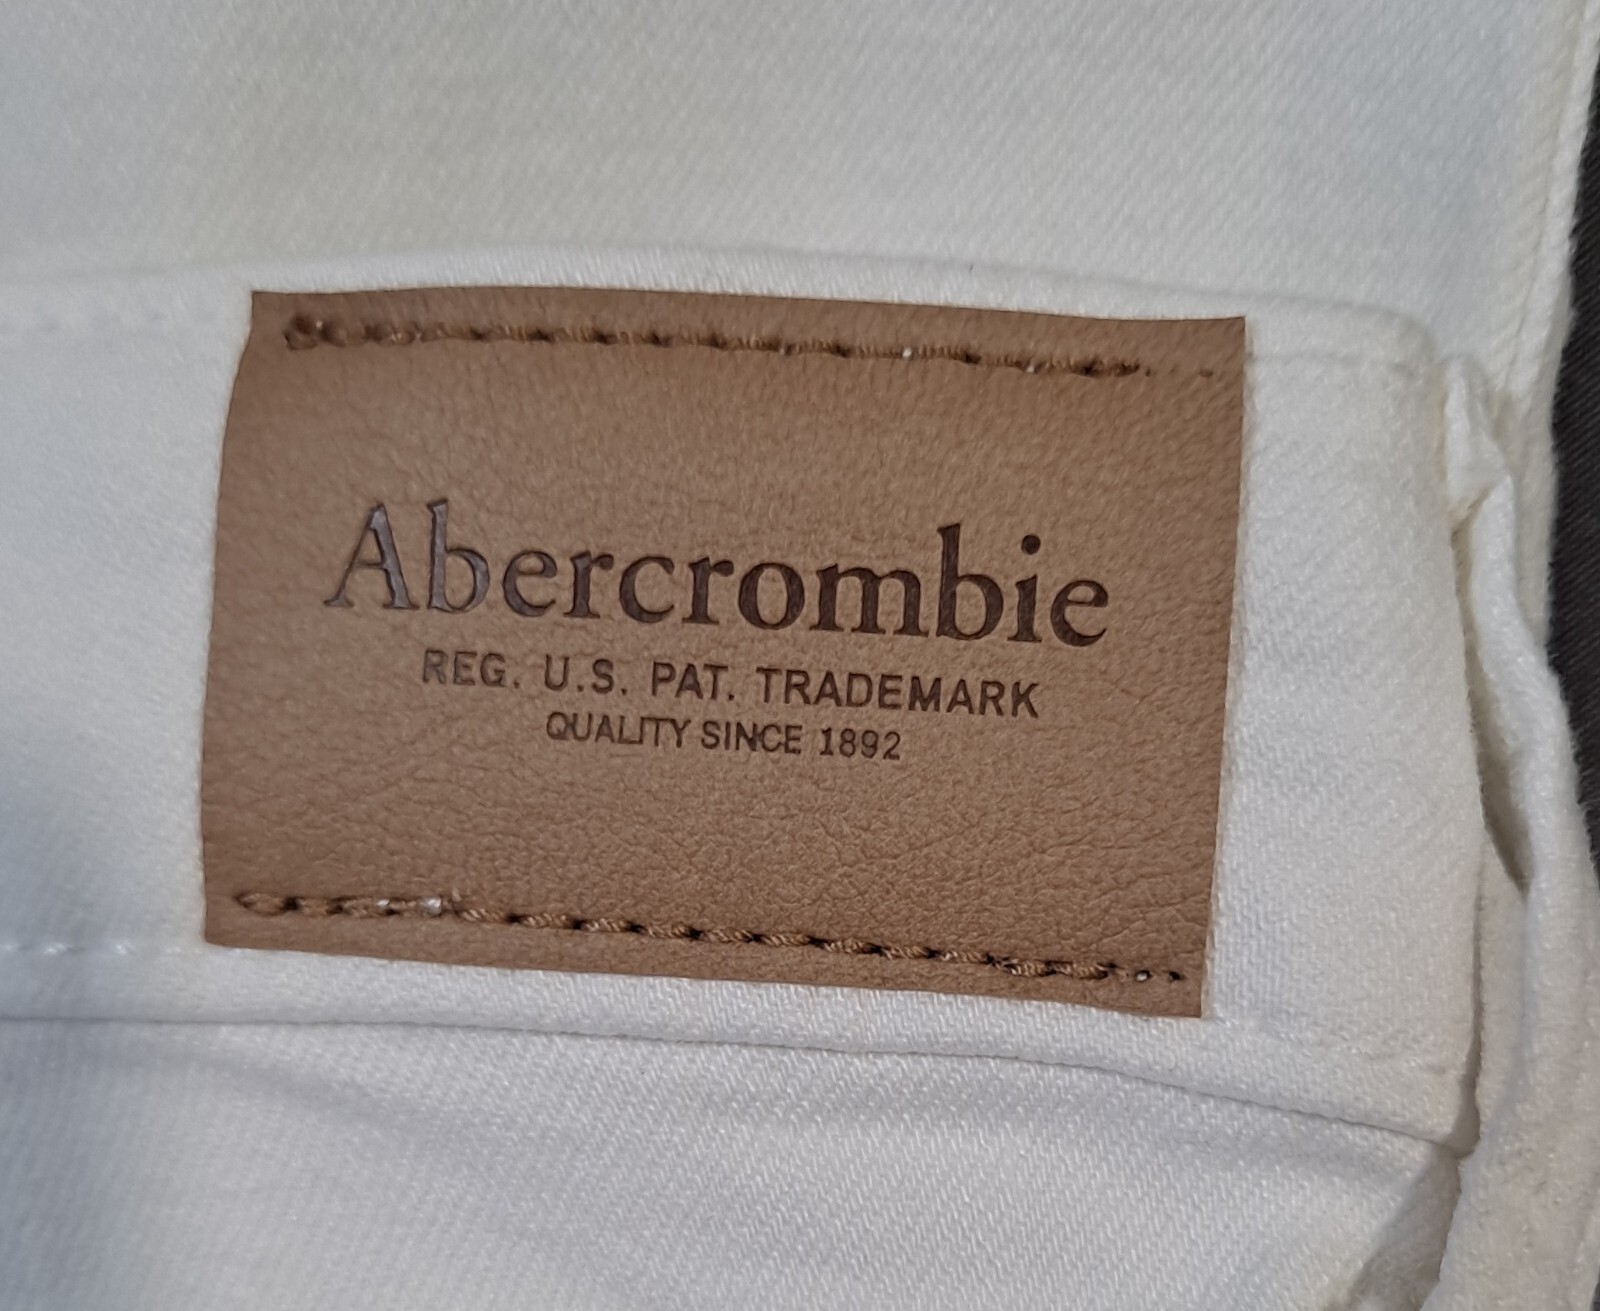 Abercrombie
REG. U.S. PAT. TRADEMARK
QUALITY SINCE 1892